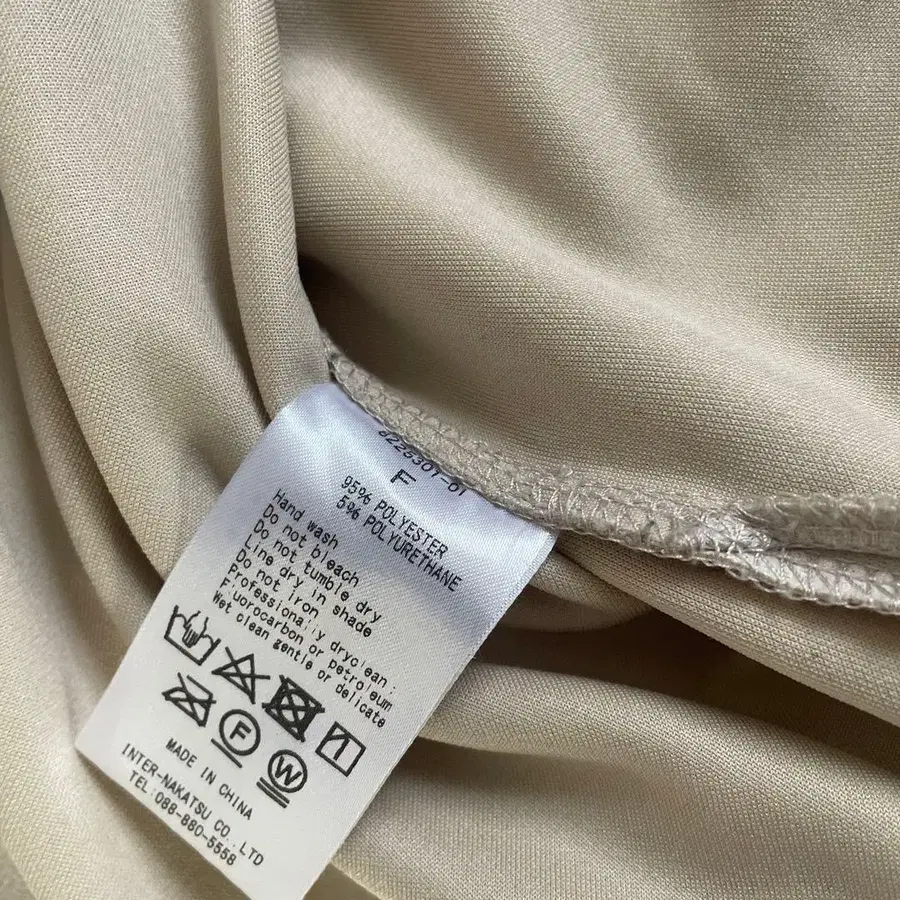 8225301-01
F
95% POLYESTER
5% POLYURETHANE
Hand wash
Do not bleach
Do not tumble dry
Line dry in shade
Do not iron
Professionally dryclean:
Fluorocarbon or petroleum
Wet clean gentle or delicate
F
W
MADE IN CHINA
INTER-NAKATSU CO.,LTD
TEL:088-880-5558